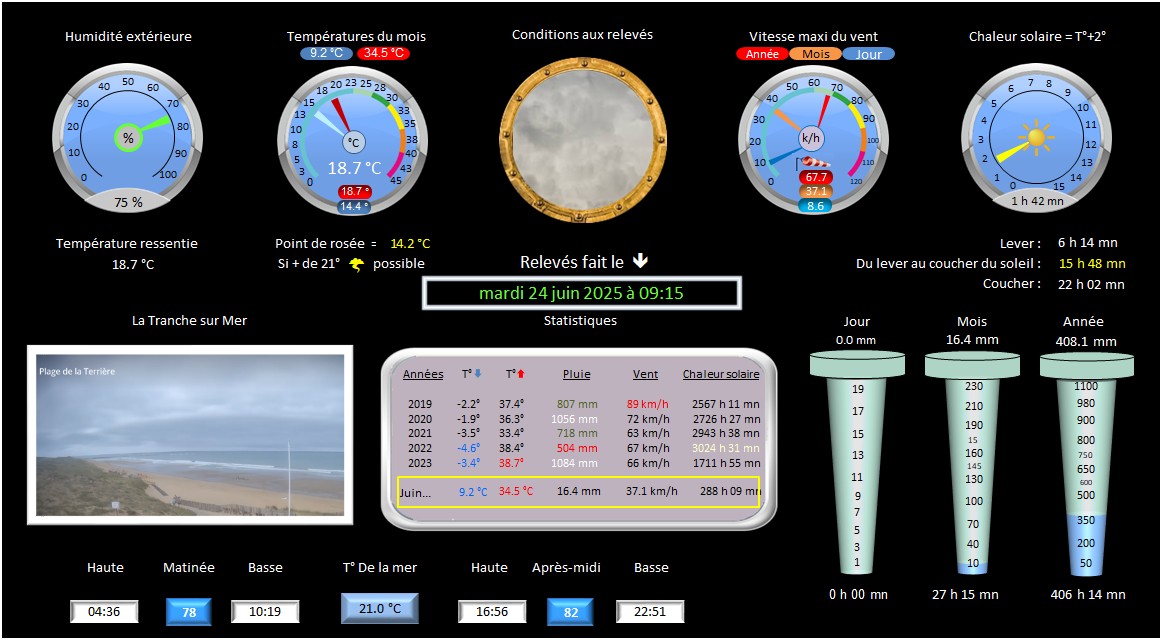 Humidité extérieure
Températures du mois
Conditions aux relevés
Vitesse maxi du vent
Chaleur solaire = T°+2°
9.2 °C 34.5 °C
Année Mois Jour
0 10 20 30 40 50 60 70 80 90 100
%
75 %
0 3 5 8 10 13 15 18 20 23 25 28 30 33 35 38 40 43 45
°C
18.7 °C
18.7 °
14.4 °
0 10 20 30 40 50 60 70 80 90 100 110 120
k/h
67.7
37.1
8.6
0 1 2 3 4 5 6 7 8 9 10 11 12 13 14 15
1 h 42 mn
Température ressentie
18.7 °C
Point de rosée = 14.2 °C
Si + de 21° possible
Relevés fait le
mardi 24 juin 2025 à 09:15
Lever : 6 h 14 mn
Du lever au coucher du soleil : 15 h 48 mn
Coucher : 22 h 02 mn
La Tranche sur Mer
Plage de la Terrière
Statistiques
Années T° T° Pluie Vent Chaleur solaire
2019 -2.2° 37.4° 807 mm 89 km/h 2567 h 11 mn
2020 -1.9° 36.3° 1056 mm 72 km/h 2726 h 27 mn
2021 -3.5° 33.4° 718 mm 63 km/h 2943 h 38 mn
2022 -4.6° 38.4° 504 mm 67 km/h 3024 h 31 mn
2023 -3.4° 38.7° 1084 mm 66 km/h 1711 h 55 mn
Juin... 9.2 °C 34.5 °C 16.4 mm 37.1 km/h 288 h 09 mn
Jour
0.0 mm
19
17
15
13
11
9
7
5
3
1
0 h 00 mn
Mois
16.4 mm
230
210
190
15
160
145
130
100
70
40
10
27 h 15 mn
Année
408.1 mm
1100
980
900
800
750
650
600
500
350
200
50
406 h 14 mn
Haute Matinée Basse
04:36 78 10:19
T° De la mer
21.0 °C
Haute Après-midi Basse
16:56 82 22:51